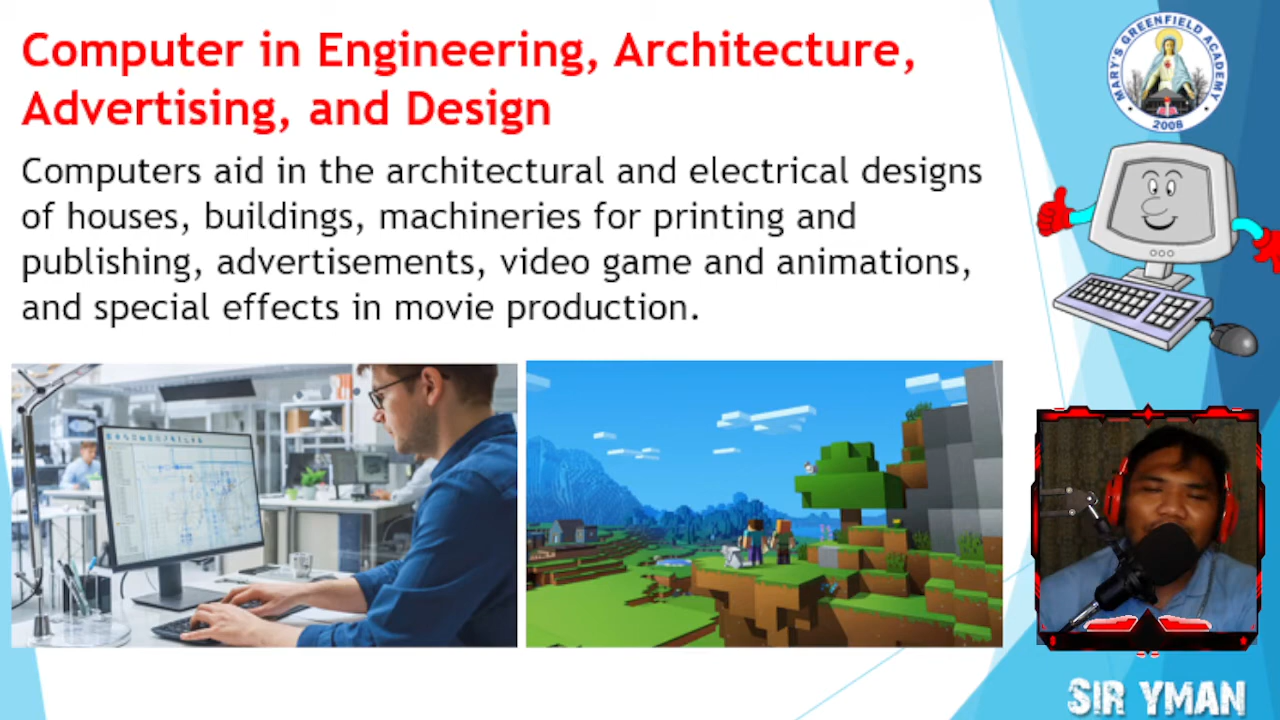 Computer in Engineering, Architecture,
Advertising, and Design
Computers aid in the architectural and electrical designs
of houses, buildings, machineries for printing and
publishing, advertisements, video game and animations,
and special effects in movie production.
MARY'S GREENFIELD ACADEMY
2008
SIR YMAN